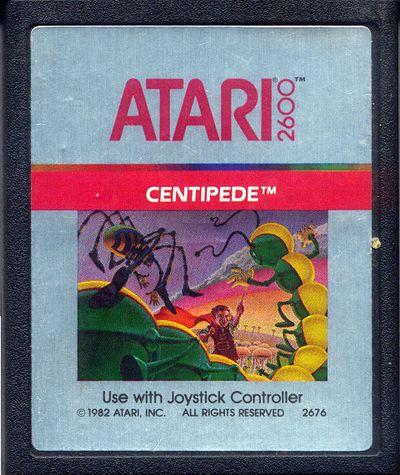 ATARI® 2600™
CENTIPEDE™
Use with Joystick Controller
©1982 ATARI, INC. ALL RIGHTS RESERVED 2676